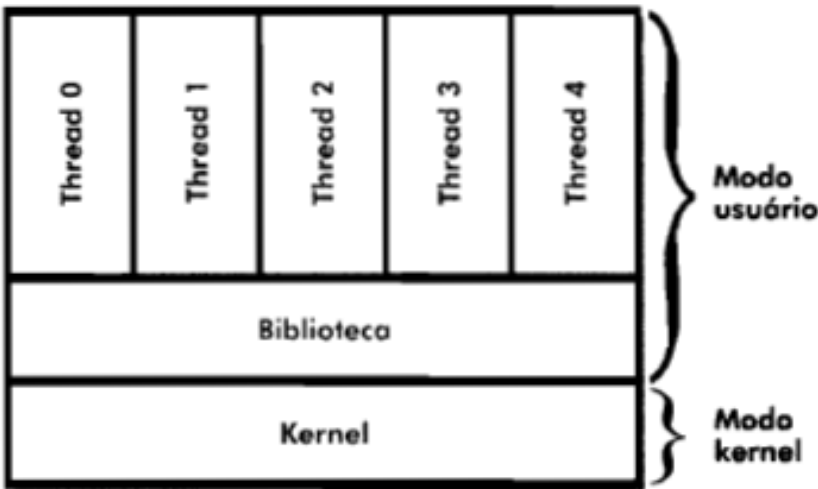 Thread 0
Thread 1
Thread 2
Thread 3
Thread 4
Modo
usuário
Biblioteca
Kernel
Modo
kernel